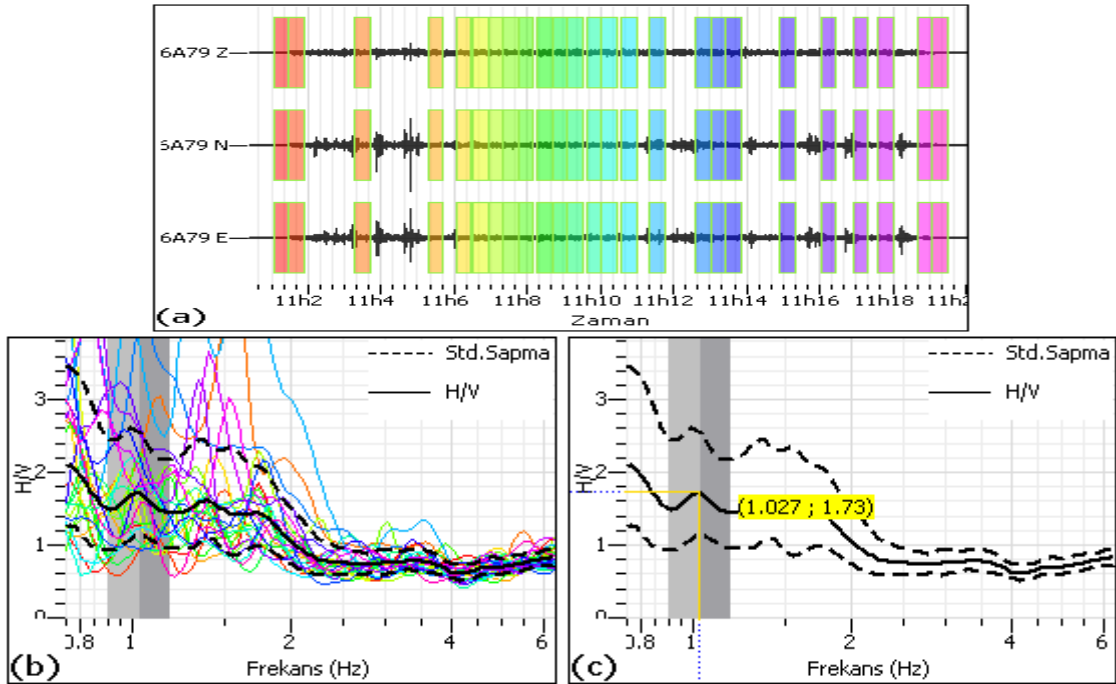 6A79 Z
6A79 N
6A79 E
11h2 11h4 11h6 11h8 11h10 11h12 11h14 11h16 11h18 11h2
Zaman
(a)
Std.Sapma
H/V
3
2
1
0
H/V
0.8 1 2 4 6
Frekans (Hz)
(b)
Std.Sapma
H/V
3
2
1
0
H/V
(1.027 ; 1.73)
0.8 1 2 4 6
Frekans (Hz)
(c)